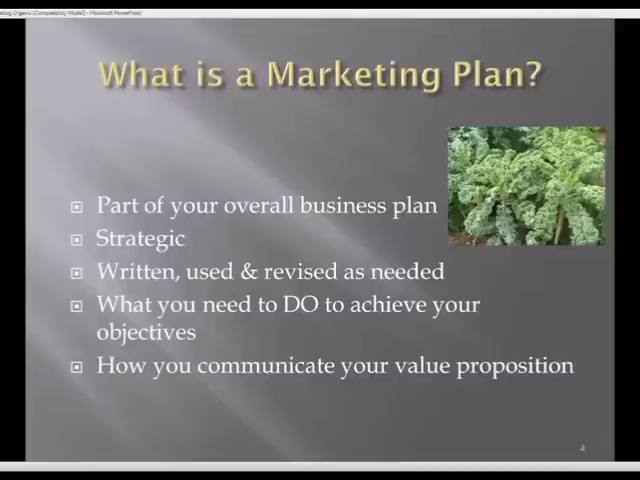 What is a Marketing Plan?
Part of your overall business plan
Strategic
Written, used & revised as needed
What you need to DO to achieve your
objectives
How you communicate your value proposition
4